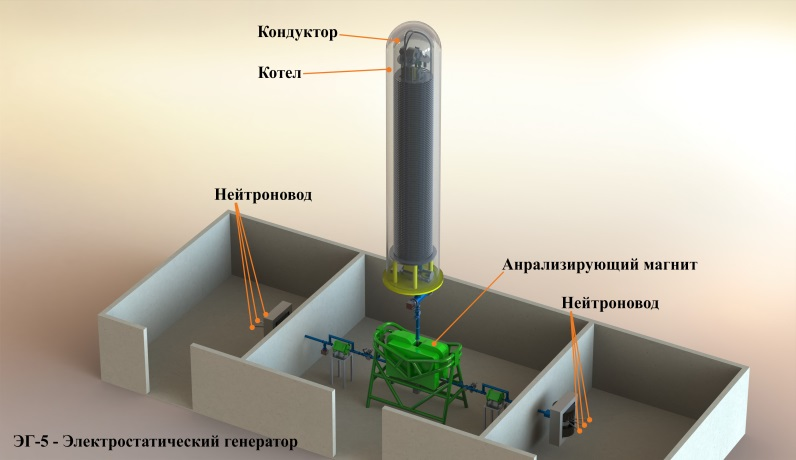 Кондуктор
Котел
Нейтроновод
Анрализирующий магнит
Нейтроновод
ЭГ-5 - Электростатический генератор